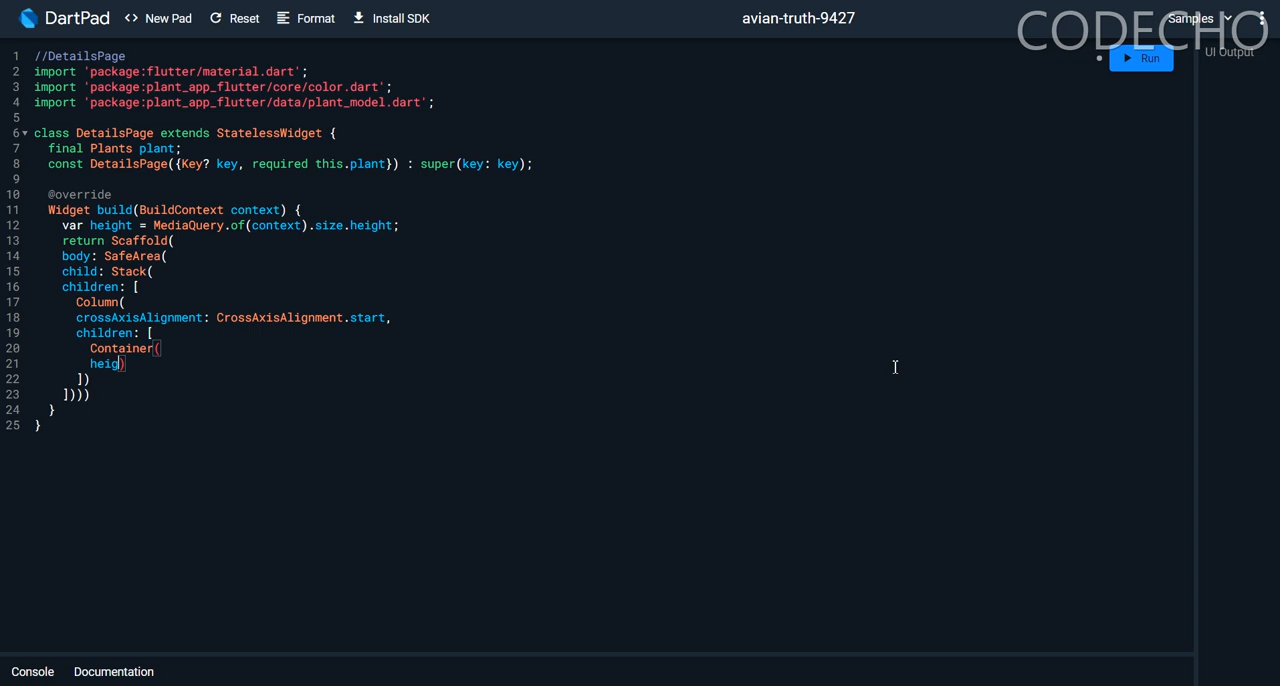 DartPad <> New Pad Reset Format Install SDK avian-truth-9427 Samples
CODECHO
Run
UI Output
1 //DetailsPage
2 import 'package:flutter/material.dart';
3 import 'package:plant_app_flutter/core/color.dart';
4 import 'package:plant_app_flutter/data/plant_model.dart';
5
6 class DetailsPage extends StatelessWidget {
7 final Plants plant;
8 const DetailsPage({Key? key, required this.plant}) : super(key: key);
9
10 @override
11 Widget build(BuildContext context) {
12 var height = MediaQuery.of(context).size.height;
13 return Scaffold(
14 body: SafeArea(
15 child: Stack(
16 children: [
17 Column(
18 crossAxisAlignment: CrossAxisAlignment.start,
19 children: [
20 Container(
21 heig)
22 ])
23 ])))
24 }
25 }
Console Documentation